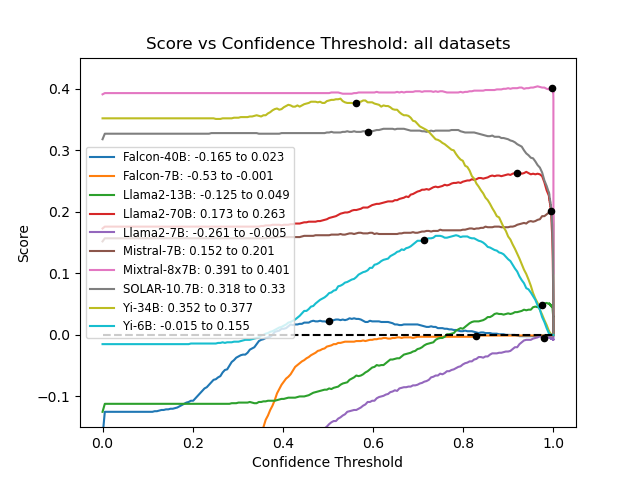 Score vs Confidence Threshold: all datasets
0.4
0.3
0.2
0.1
0.0
−0.1
Score
Falcon-40B: -0.165 to 0.023
Falcon-7B: -0.53 to -0.001
Llama2-13B: -0.125 to 0.049
Llama2-70B: 0.173 to 0.263
Llama2-7B: -0.261 to -0.005
Mistral-7B: 0.152 to 0.201
Mixtral-8x7B: 0.391 to 0.401
SOLAR-10.7B: 0.318 to 0.33
Yi-34B: 0.352 to 0.377
Yi-6B: -0.015 to 0.155
0.0 0.2 0.4 0.6 0.8 1.0
Confidence Threshold